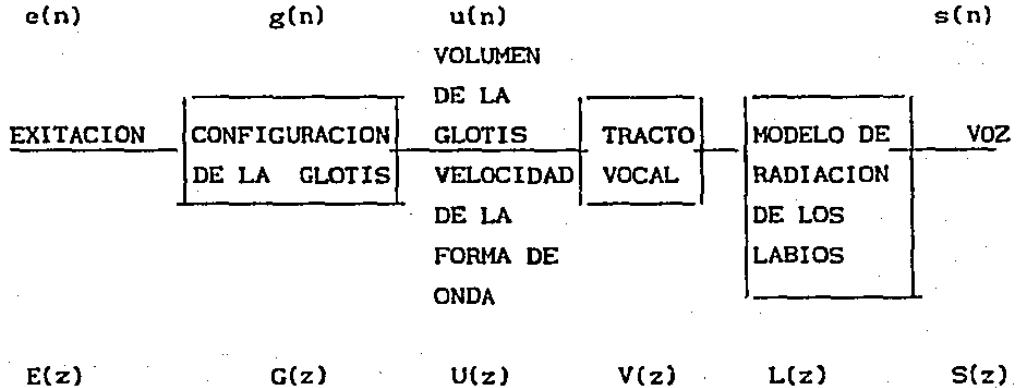 e(n) g(n) u(n) s(n)
VOLUMEN
DE LA
EXITACION CONFIGURACION GLOTIS TRACTO MODELO DE VOZ
DE LA GLOTIS VELOCIDAD VOCAL RADIACION
DE LA DE LOS
FORMA DE LABIOS
ONDA
E(z) G(z) U(z) V(z) L(z) S(z)